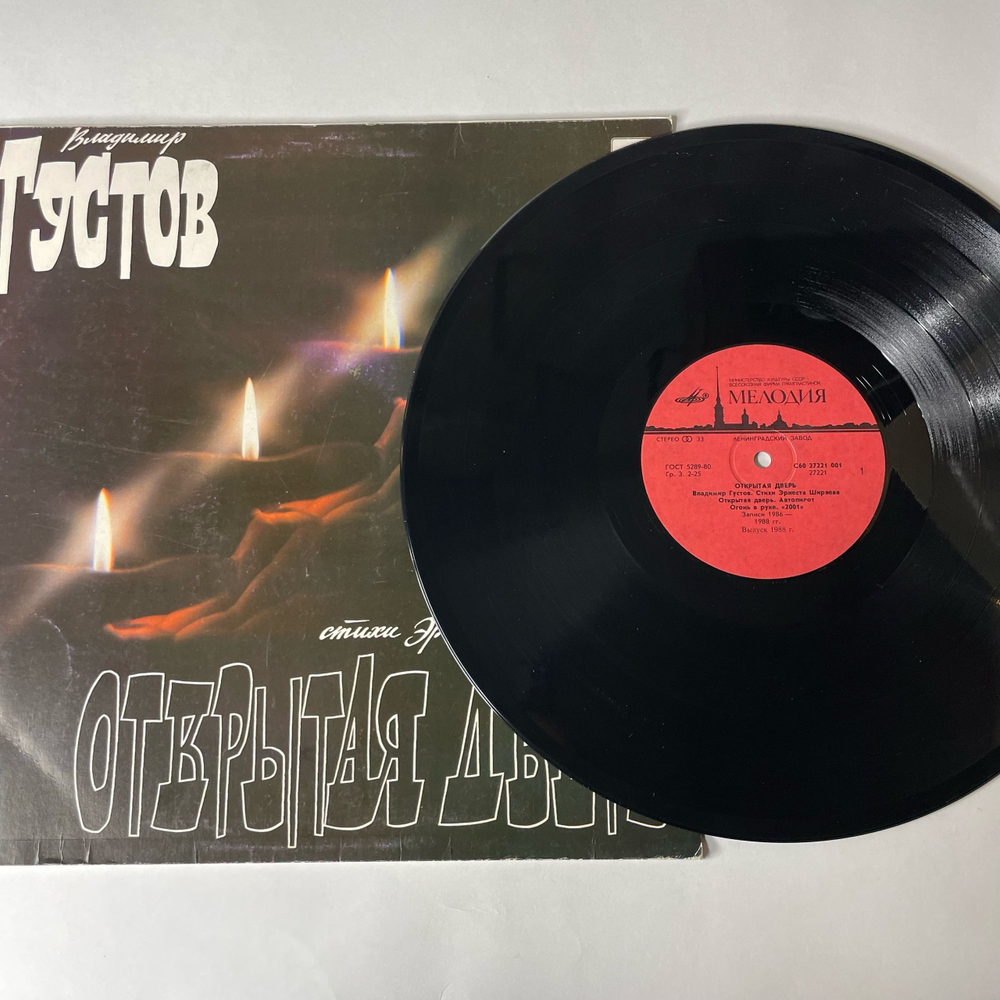 Владимир
ГУСТОВ
стихи
ОТКРЫТАЯ
МИНИСТЕРСТВО КУЛЬТУРЫ СССР
ВСЕСОЮЗНАЯ ФИРМА ГРАМПЛАСТИНОК
МЕЛОДИЯ
СТЕРЕО 33 ЛЕНИНГРАДСКИЙ ЗАВОД
ГОСТ 5289-80 С60 27221 001
Гр. 3. 2-25 27221 1
ОТКРЫТАЯ ДВЕРЬ
Владимир Густов. Стихи Эрнеста Ширяева
Открытая дверь. Автопилот
Огонь в руке. «2001»
Записи 1986 —
1988 гг.
Выпуск 1988 г.